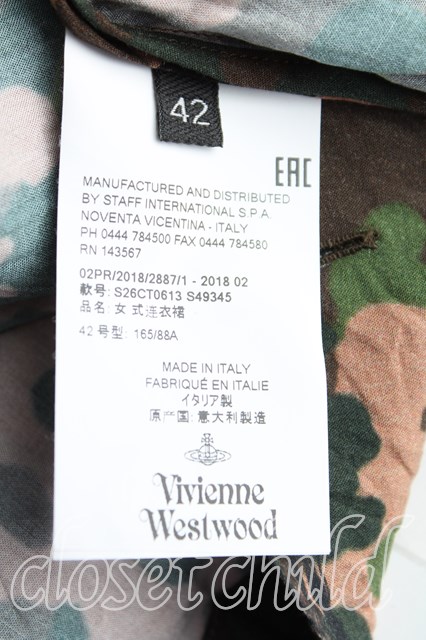 42
EAC
MANUFACTURED AND DISTRIBUTED
BY STAFF INTERNATIONAL S.P.A.
NOVENTA VICENTINA - ITALY
PH 0444 784500 FAX 0444 784580
RN 143567
02PR/2018/2887/1 - 2018 02
款号: S26CT0613 S49345
品名: 女式连衣裙
42 号型: 165/88A
MADE IN ITALY
FABRIQUÉ EN ITALIE
イタリア製
原产国: 意大利製造
Vivienne
Westwood
closetchild